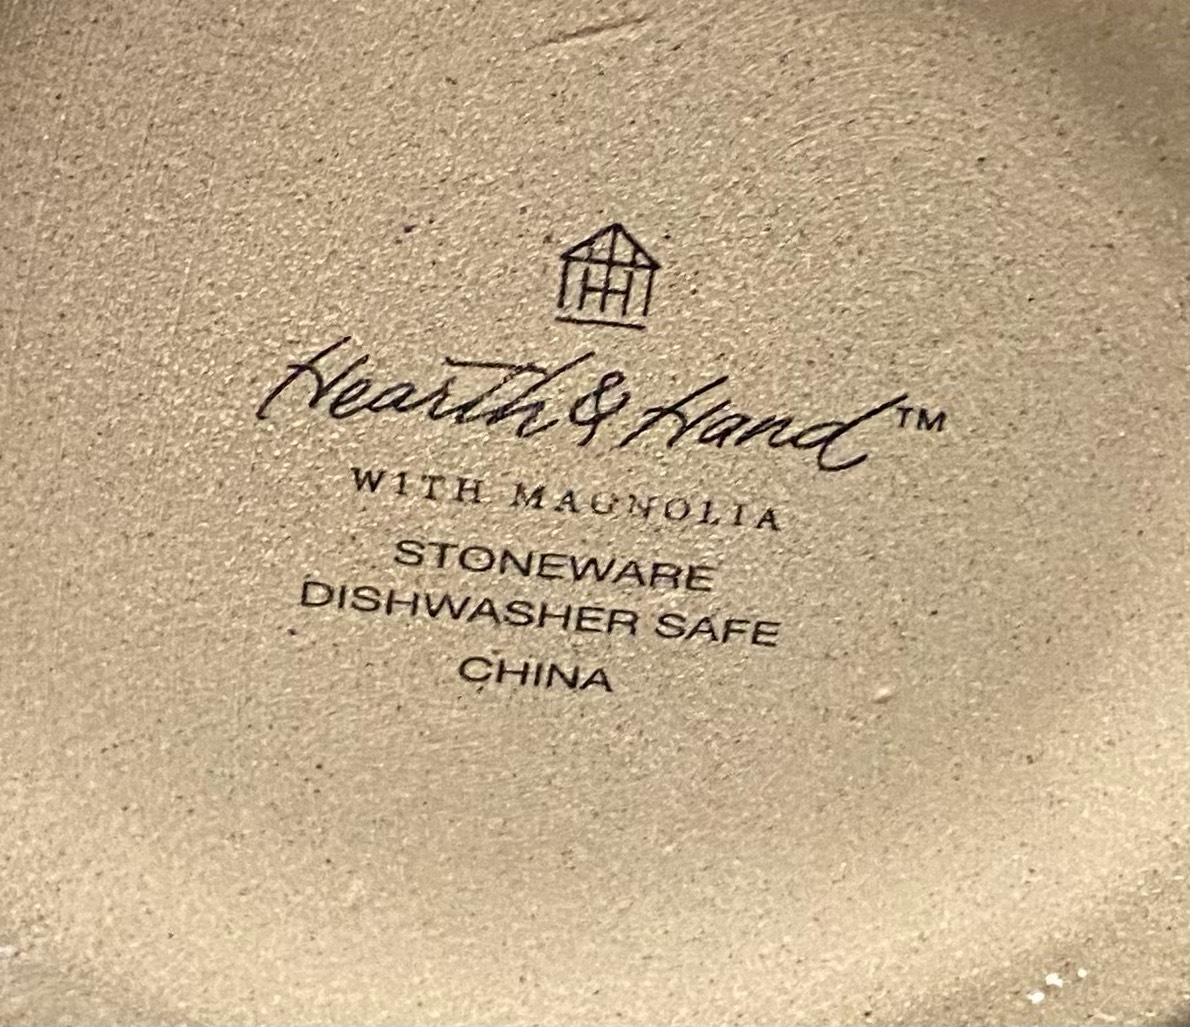 Hearth & Hand™
WITH MAGNOLIA
STONEWARE
DISHWASHER SAFE
CHINA